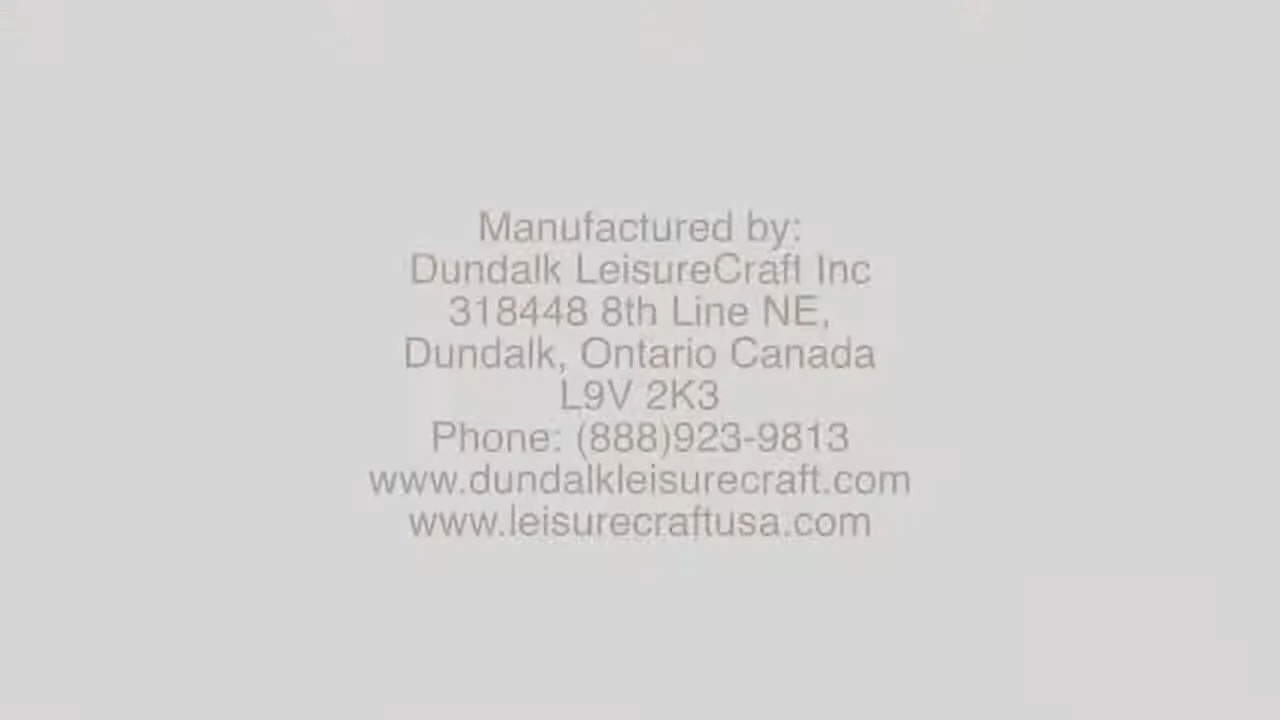 Manufactured by:
Dundalk LeisureCraft Inc
318448 8th Line NE,
Dundalk, Ontario Canada
L9V 2K3
Phone: (888)923-9813
www.dundalkleisurecraft.com
www.leisurecraftusa.com